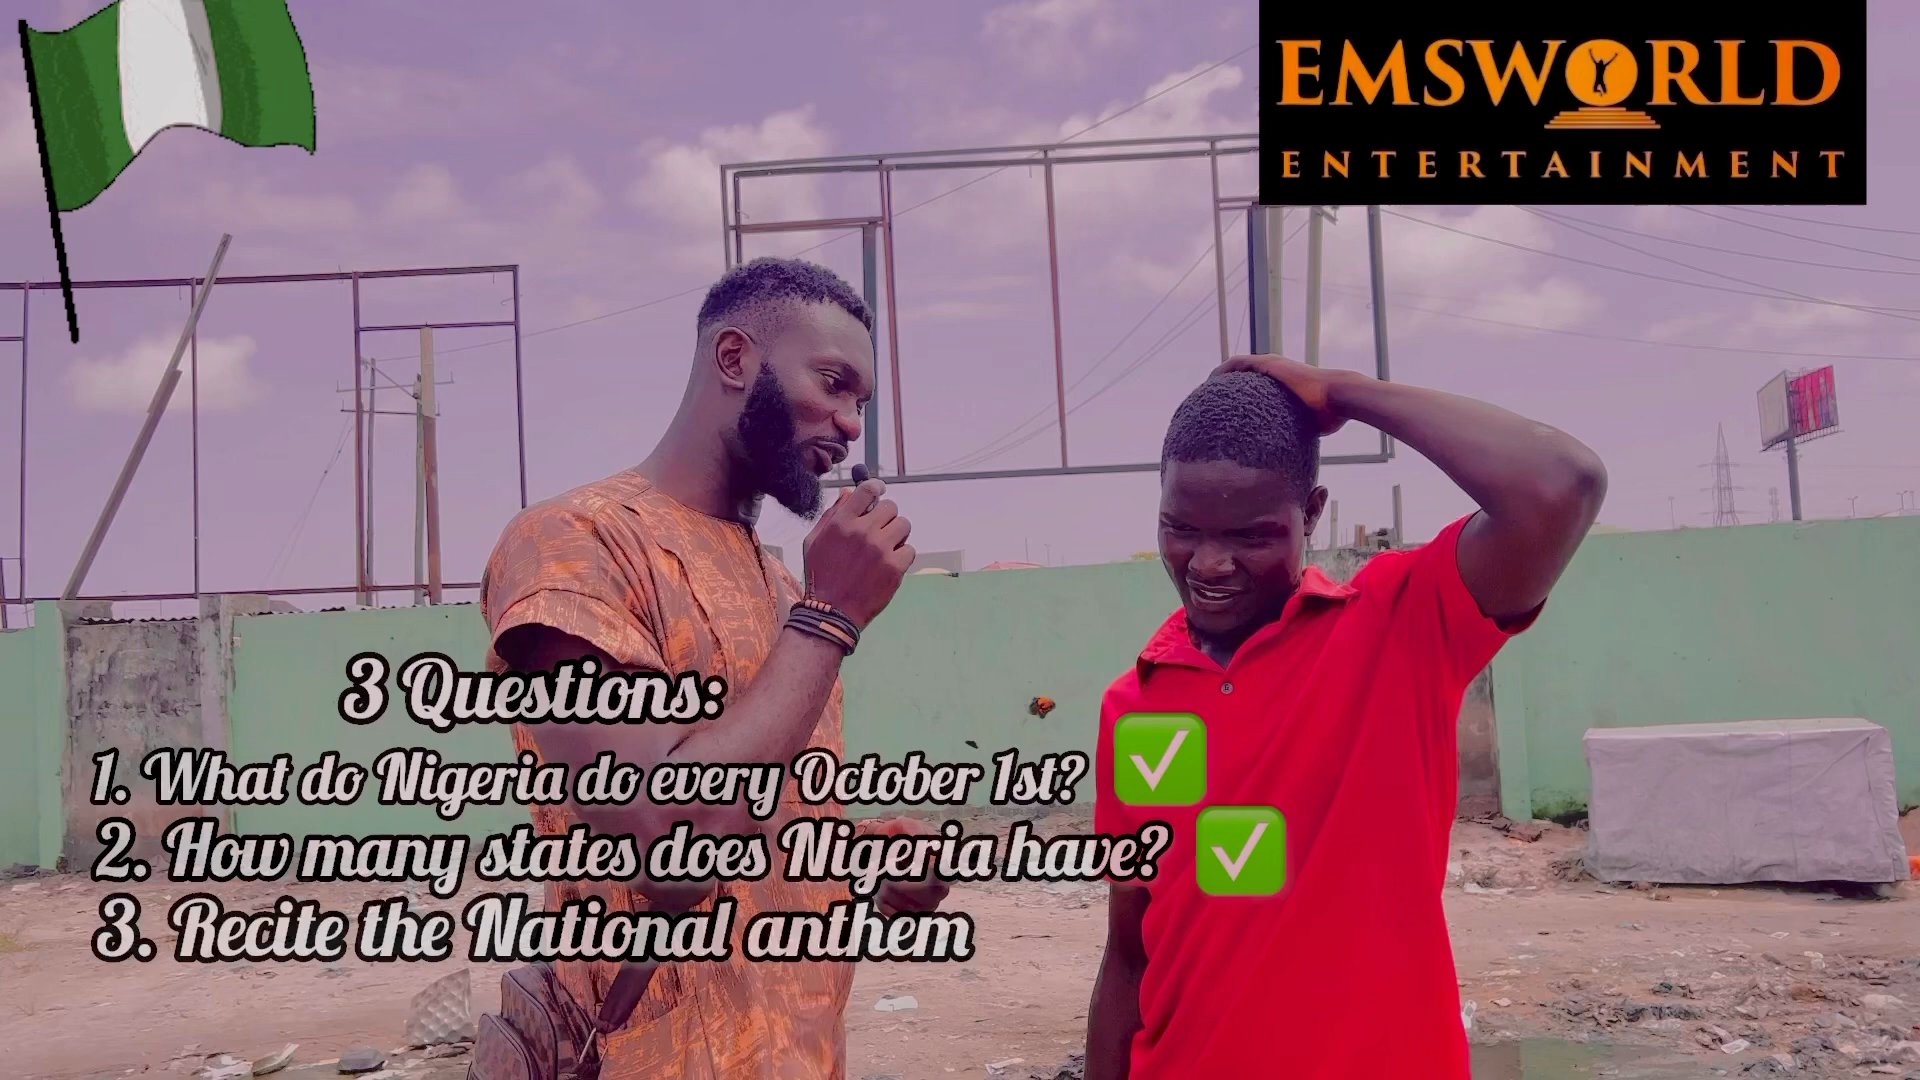 EMSWORLD
ENTERTAINMENT
3 Questions:
1. What do Nigeria do every October 1st?
2. How many states does Nigeria have?
3. Recite the National anthem